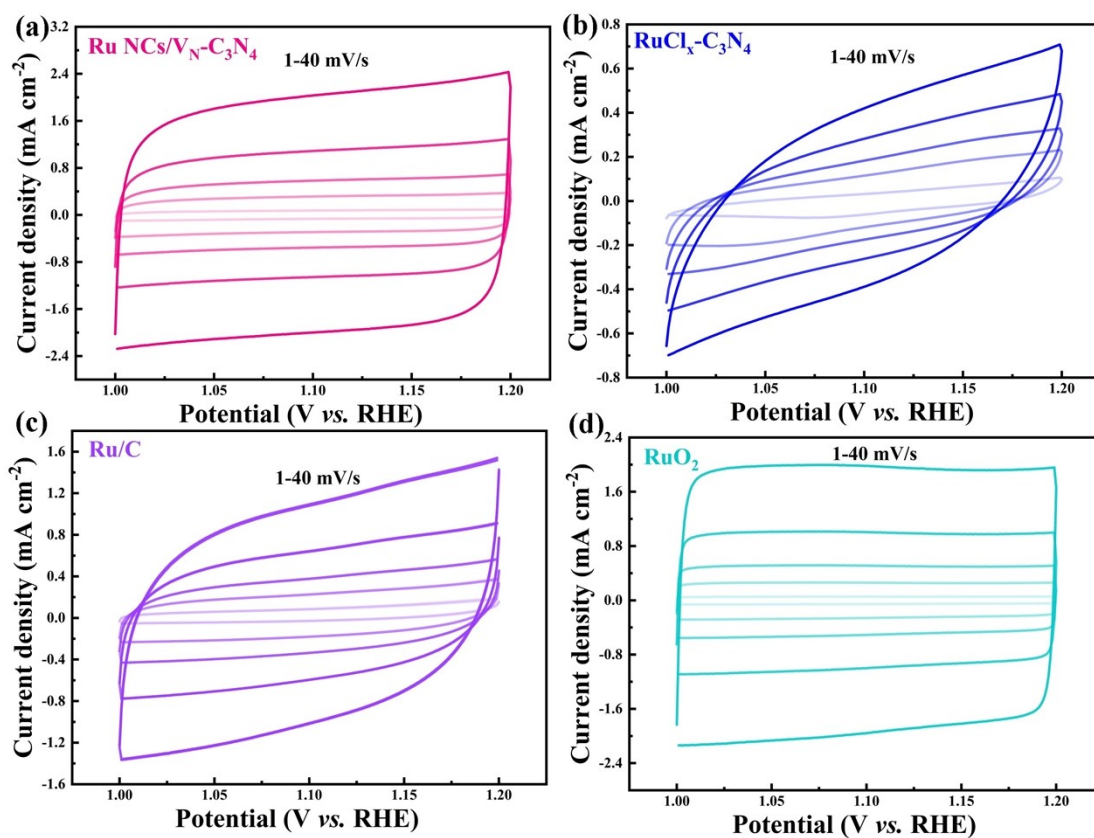 (a)
Ru NCs/V_N-C₃N₄
1-40 mV/s
Current density (mA cm⁻²)
3.2
2.4
1.6
0.8
0.0
-0.8
-1.6
-2.4
1.00
1.05
1.10
1.15
1.20
Potential (V vs. RHE)
(b)
RuClₓ-C₃N₄
1-40 mV/s
Current density (mA cm⁻²)
0.8
0.6
0.4
0.2
0.0
-0.2
-0.4
-0.6
-0.8
1.00
1.05
1.10
1.15
1.20
Potential (V vs. RHE)
(c)
Ru/C
1-40 mV/s
Current density (mA cm⁻²)
1.6
1.2
0.8
0.4
0.0
-0.4
-0.8
-1.2
-1.6
1.00
1.05
1.10
1.15
1.20
Potential (V vs. RHE)
(d)
RuO₂
1-40 mV/s
Current density (mA cm⁻²)
2.4
1.6
0.8
0.0
-0.8
-1.6
-2.4
1.00
1.05
1.10
1.15
1.20
Potential (V vs. RHE)